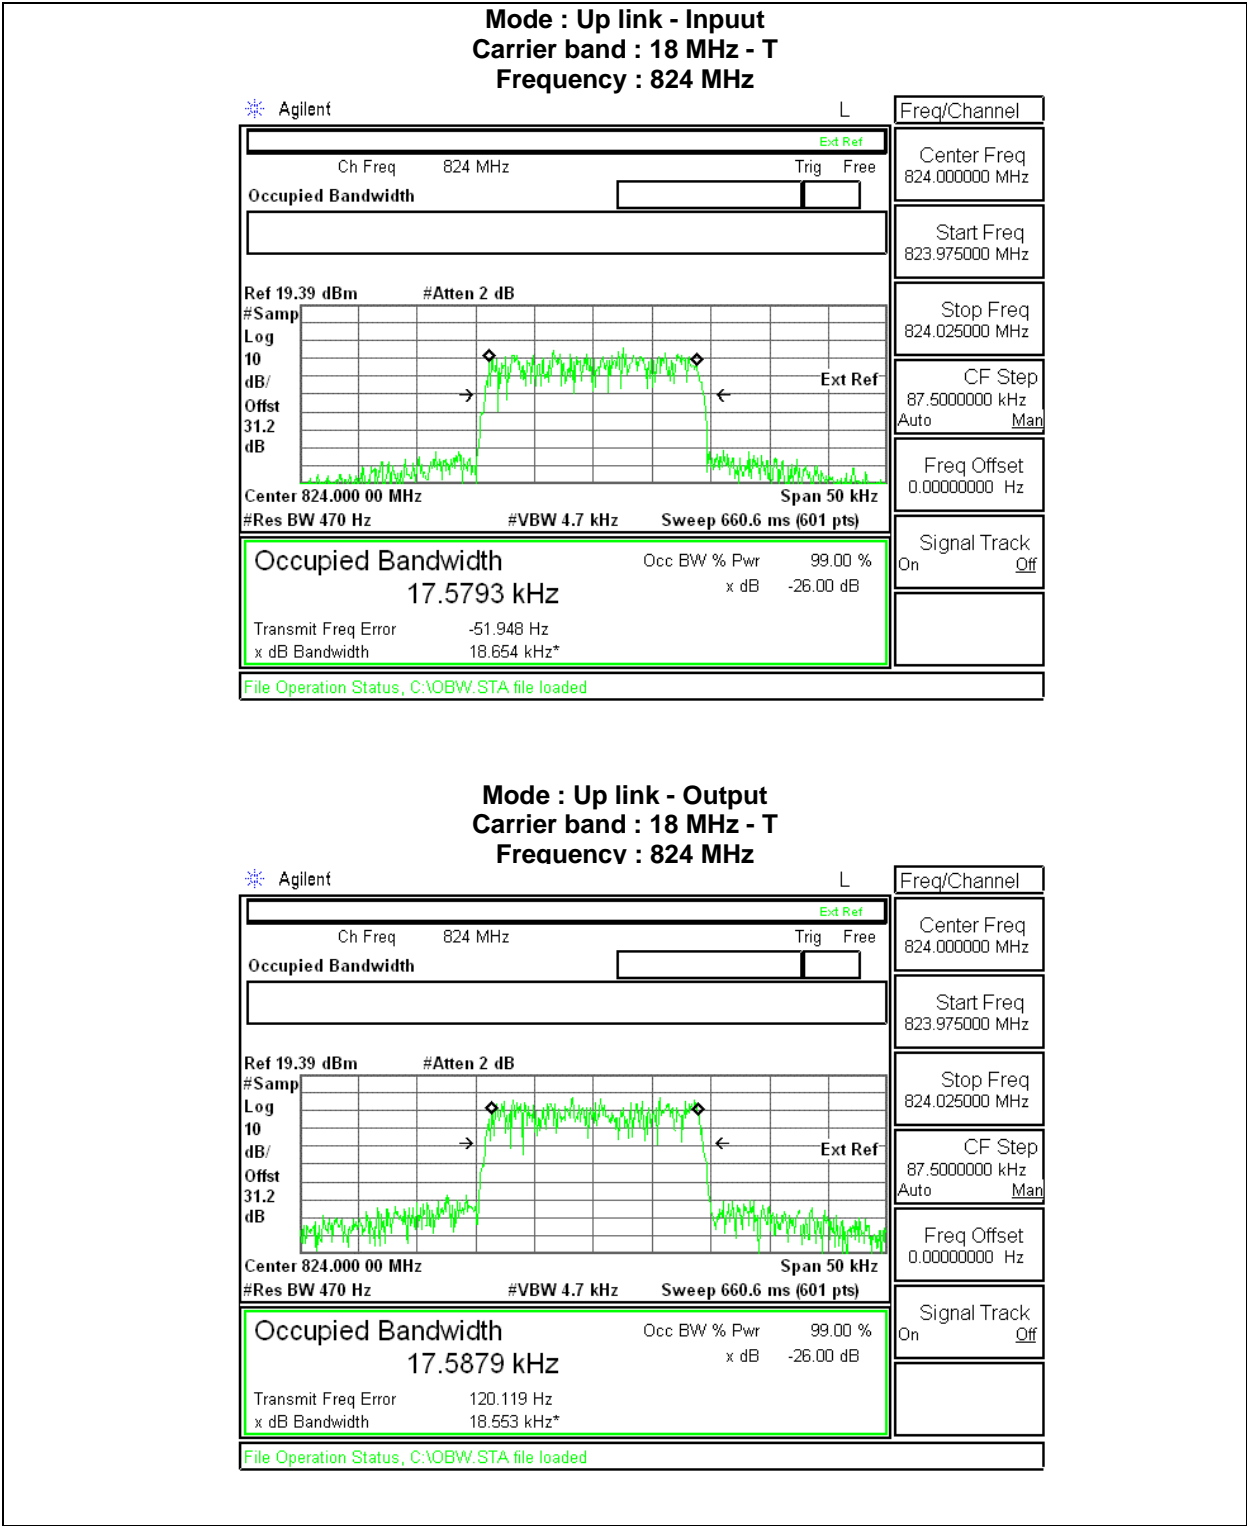 Mode : Up link - Inpuut
Carrier band : 18 MHz - T
Frequency : 824 MHz
Agilent L
Freq/Channel
Ext Ref
Ch Freq 824 MHz Trig Free
Occupied Bandwidth
Center Freq
824.000000 MHz
Start Freq
823.975000 MHz
Stop Freq
824.025000 MHz
CF Step
87.5000000 kHz
Auto Man
Freq Offset
0.00000000 Hz
Signal Track
On Off
Ref 19.39 dBm #Atten 2 dB
#Samp
Log
10
dB/
Offst
31.2
dB
Ext Ref
Center 824.000 00 MHz Span 50 kHz
#Res BW 470 Hz #VBW 4.7 kHz Sweep 660.6 ms (601 pts)
Occupied Bandwidth Occ BW % Pwr 99.00 %
17.5793 kHz x dB -26.00 dB
Transmit Freq Error -51.948 Hz
x dB Bandwidth 18.654 kHz*
File Operation Status, C:\OBW.STA file loaded
Mode : Up link - Output
Carrier band : 18 MHz - T
Frequency : 824 MHz
Agilent L
Freq/Channel
Ext Ref
Ch Freq 824 MHz Trig Free
Occupied Bandwidth
Center Freq
824.000000 MHz
Start Freq
823.975000 MHz
Stop Freq
824.025000 MHz
CF Step
87.5000000 kHz
Auto Man
Freq Offset
0.00000000 Hz
Signal Track
On Off
Ref 19.39 dBm #Atten 2 dB
#Samp
Log
10
dB/
Offst
31.2
dB
Ext Ref
Center 824.000 00 MHz Span 50 kHz
#Res BW 470 Hz #VBW 4.7 kHz Sweep 660.6 ms (601 pts)
Occupied Bandwidth Occ BW % Pwr 99.00 %
17.5879 kHz x dB -26.00 dB
Transmit Freq Error 120.119 Hz
x dB Bandwidth 18.553 kHz*
File Operation Status, C:\OBW.STA file loaded